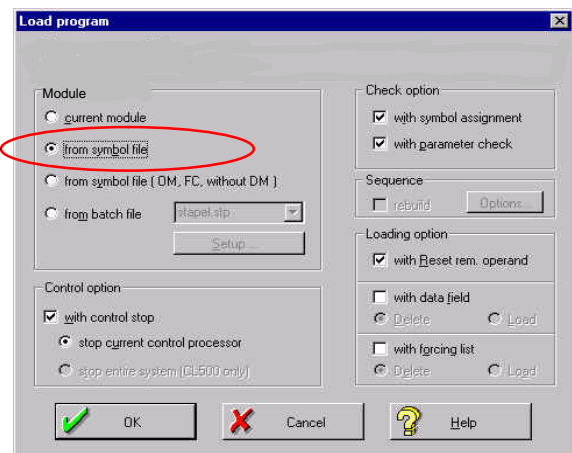 Load program
Module
current module
from symbol file
from symbol file ( OM, FC, without DM )
from batch file
stapel.stp
Setup ...
Control option
with control stop
stop current control processor
stop entire system (CL500 only)
Check option
with symbol assignment
with parameter check
Sequence
rebuild
Options...
Loading option
with Reset rem. operand
with data field
Delete
Load
with forcing list
Delete
Load
OK
Cancel
Help